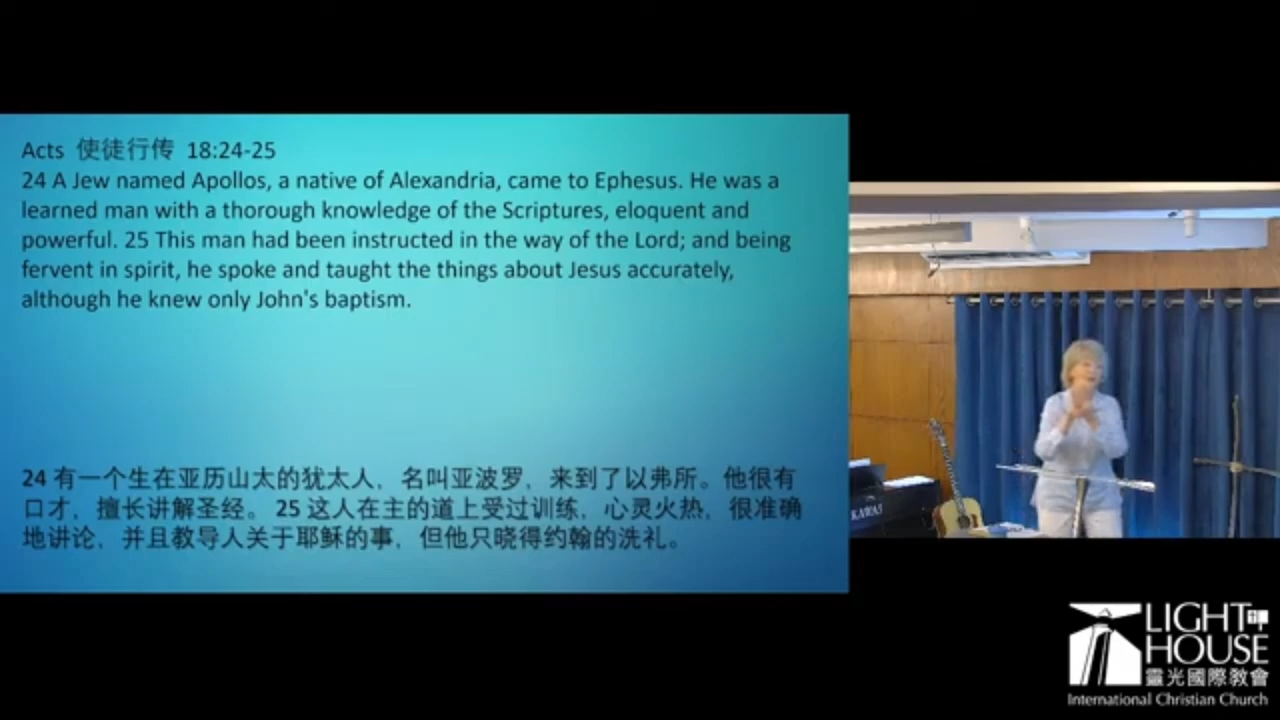 Acts 使徒行传 18:24-25
24 A Jew named Apollos, a native of Alexandria, came to Ephesus. He was a
learned man with a thorough knowledge of the Scriptures, eloquent and
powerful. 25 This man had been instructed in the way of the Lord; and being
fervent in spirit, he spoke and taught the things about Jesus accurately,
although he knew only John's baptism.
24 有一个生在亚历山太的犹太人，名叫亚波罗，来到了以弗所。他很有
口才，擅长讲解圣经。 25 这人在主的道上受过训练，心灵火热，很准确
地讲论，并且教导人关于耶稣的事，但他只晓得约翰的洗礼。
KAWAI
LIGHT
HOUSE
靈光國際教會
International Christian Church